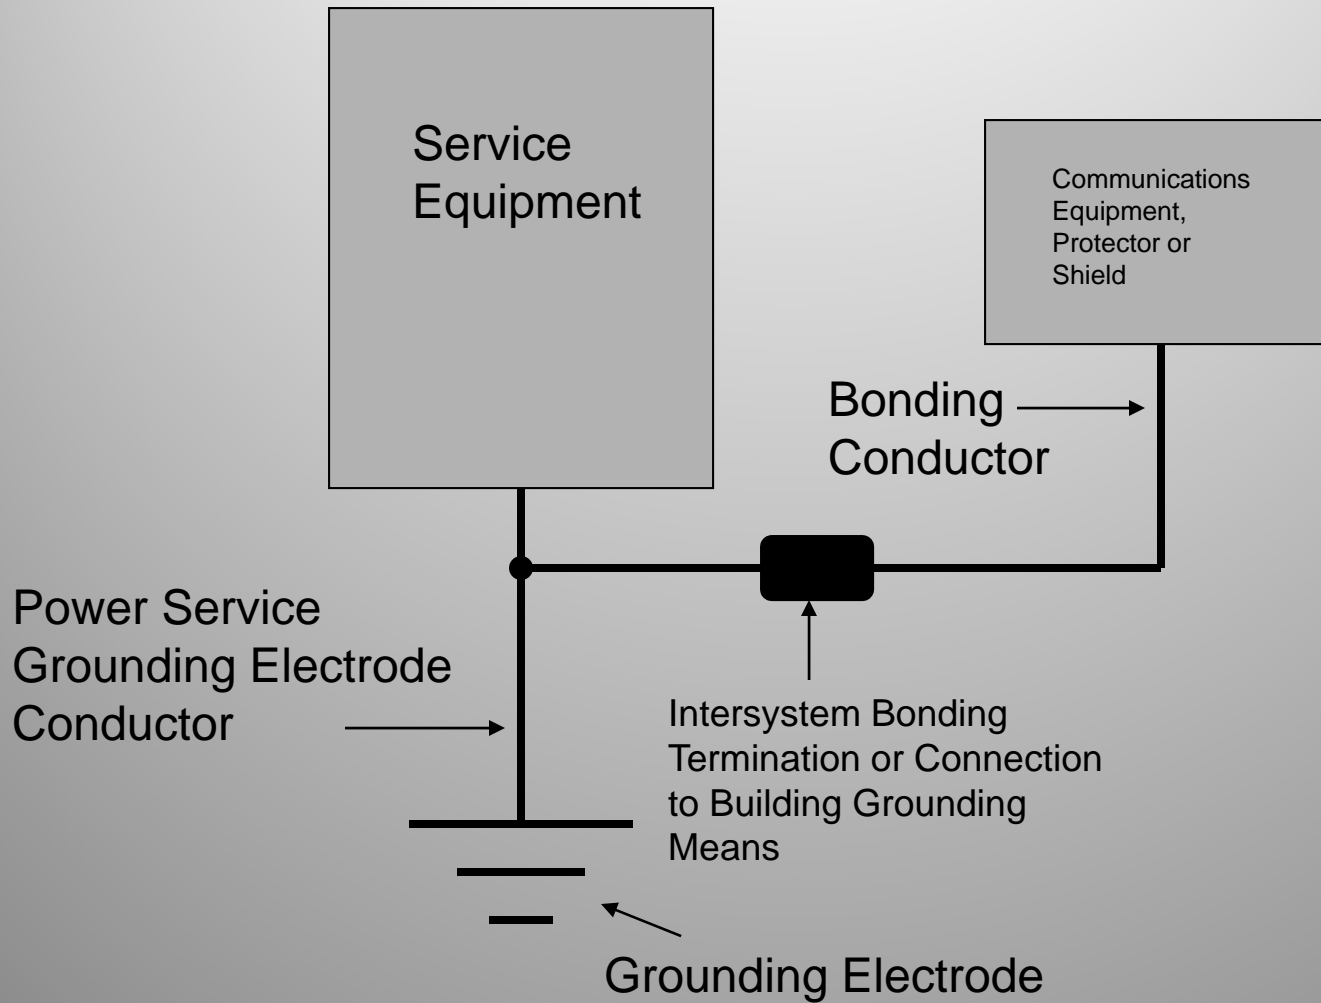 Service
Equipment
Communications
Equipment,
Protector or
Shield
Bonding
Conductor
Power Service
Grounding Electrode
Conductor
Intersystem Bonding
Termination or Connection
to Building Grounding
Means
Grounding Electrode